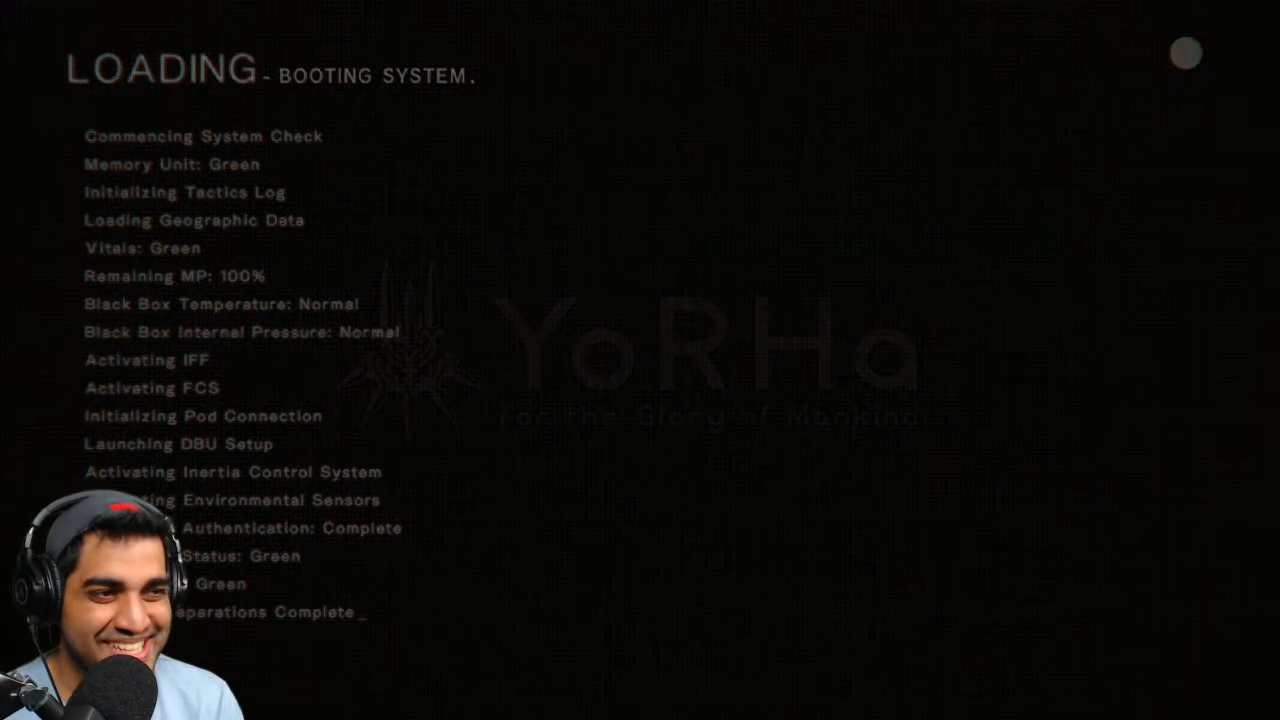 LOADING - BOOTING SYSTEM.
Commencing System Check
Memory Unit: Green
Initializing Tactics Log
Loading Geographic Data
Vitals: Green
Remaining MP: 100%
Black Box Temperature: Normal
Black Box Internal Pressure: Normal
Activating IFF
Activating FCS
Initializing Pod Connection
Launching DBU Setup
Activating Inertia Control System
Environmental Sensors
Authentication: Complete
Status: Green
Green
Complete _
YoRHa
For the Glory of Mankind